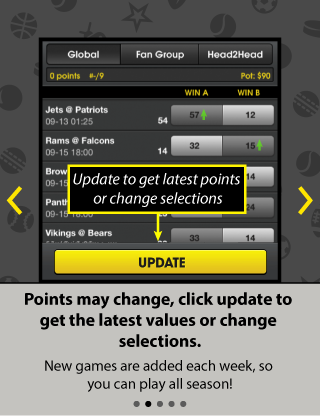 Global Fan Group Head2Head
0 points #-/9 Pot: $90
WIN A WIN B
Jets @ Patriots
09-13 01:25 54 57 12
Rams @ Falcons
09-15 18:00 14 32 15
Brow 14
09-15
Update to get latest points
or change selections
Panth 24
09-15 18:00
Vikings @ Bears
33 14
UPDATE
Points may change, click update to
get the latest values or change
selections.
New games are added each week, so
you can play all season!